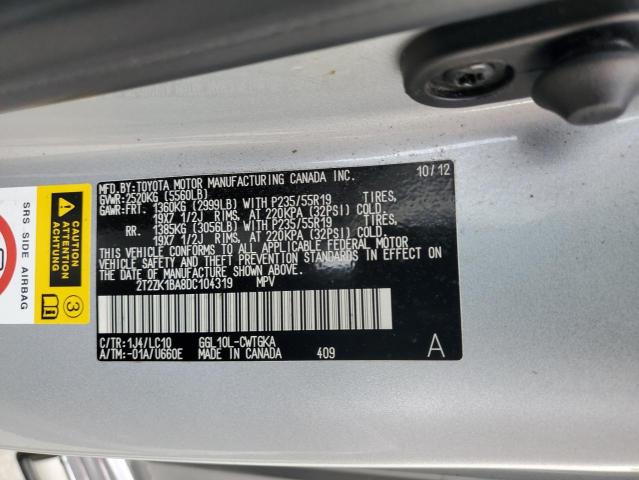 MFD.BY:TOYOTA MOTOR MANUFACTURING CANADA INC. 10/12
GVWR: 2520KG (5560LB)
GAWR:FRT. 1360KG (2999LB) WITH P235/55R19 TIRES,
19X7 1/2J RIMS, AT 220KPA (32PSI) COLD
RR. 1385KG (3056LB) WITH P235/55R19 TIRES,
19X7 1/2J RIMS, AT 220KPA (32PSI) COLD.
THIS VEHICLE CONFORMS TO ALL APPLICABLE FEDERAL MOTOR
VEHICLE SAFETY AND THEFT PREVENTION STANDARDS IN EFFECT ON
THE DATE OF MANUFACTURE SHOWN ABOVE.
2T2ZK1BA8DC104319 MPV
C/TR:1J4/LC10 GGL10L-CWTGKA
A/TM:-01A/U660E MADE IN CANADA 409 A
SRS SIDE AIRBAG
CAUTION
ATTENTION
ACHTUNG
3